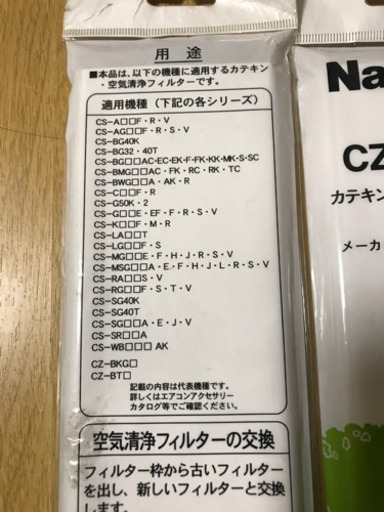 用途
■本品は、以下の機種に適用するカテキン
・空気清浄フィルターです。
適用機種（下記の各シリーズ）
CS-A□□F・R・V
CS-AG□□F・R・S・V
CS-BG40K
CS-BG32・40T
CS-BG□□AC・EC・EK・F・FK・KK・MK・S・SC
CS-BMG□□AC・FK・RC・RK・TC
CS-BWG□□A・AK・R
CS-C□□F・R
CS-G50K・2
CS-G□□E・EF・F・R・S・V
CS-K□□F・M・R
CS-LA□□T
CS-LG□□F・S
CS-MG□□E・F・H・J・R・S・V
CS-MSG□□A・E・F・H・J・L・R・S・V
CS-RA□□S・V
CS-RG□□F・S・T・V
CS-SG40K
CS-SG40T
CS-SG□□A・E・J・V
CS-SR□□A
CS-WB□□□AK
CZ-BKG□
CZ-BT□
記載の内容は代表機種です。
詳しくはエアコンアクセサリー
カタログ等でご確認ください。
空気清浄フィルターの交換
フィルター枠から古いフィルター
を出し、新しいフィルターと交換
します。
Na
CZ
カテキン
メーカ